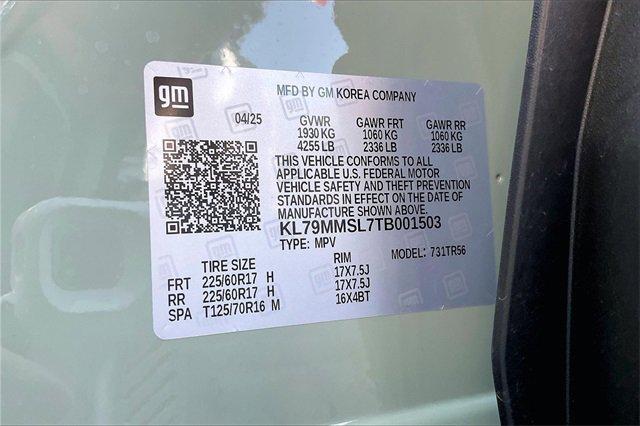 gm
MFD BY GM KOREA COMPANY
04/25
GVWR GAWR FRT GAWR RR
1930 KG 1060 KG 1060 KG
4255 LB 2336 LB 2336 LB
THIS VEHICLE CONFORMS TO ALL
APPLICABLE U.S. FEDERAL MOTOR
VEHICLE SAFETY AND THEFT PREVENTION
STANDARDS IN EFFECT ON THE DATE OF
MANUFACTURE SHOWN ABOVE.
KL79MMSL7TB001503
TYPE: MPV MODEL: 731TR56
TIRE SIZE RIM
FRT 225/60R17 H 17X7.5J
RR 225/60R17 H 17X7.5J
SPA T125/70R16 M 16X4BT